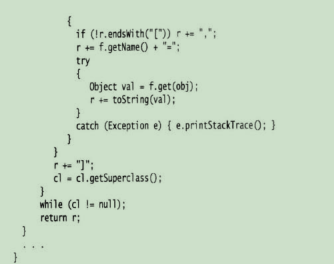 {
if (!r.endsWith("[")) r += ",";
r += f.getName() + "=";
try
{
Object val = f.get(obj);
r += toString(val);
}
catch (Exception e) { e.printStackTrace(); }
}
}
r += "]";
cl = cl.getSuperclass();
}
while (cl != null);
return r;
}
. . .
}